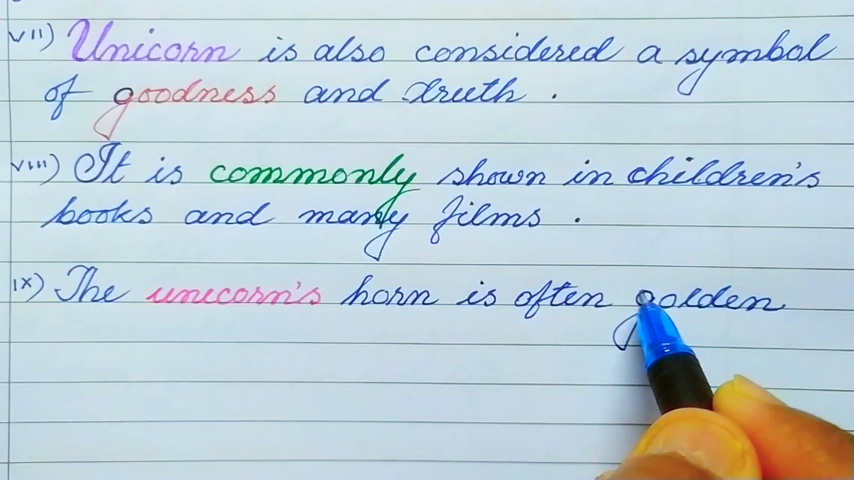 vii) Unicorn is also considered a symbol
of goodness and truth .
viii) It is commonly shown in children's
books and many films .
ix) The unicorn's horn is often golden